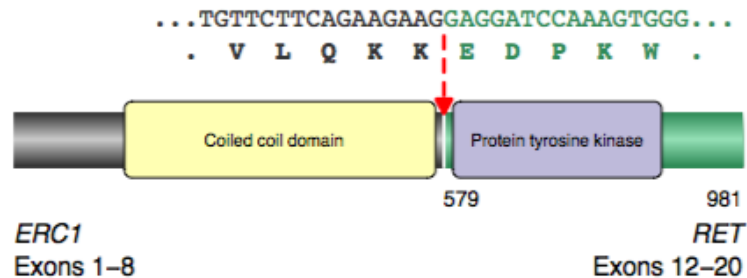 ...TGTTCTTCAGAAGAAGGAGGATCCAAAGTGGG...
. V L Q K K E D P K W .
Coiled coil domain Protein tyrosine kinase
579 981
ERC1 RET
Exons 1–8 Exons 12–20